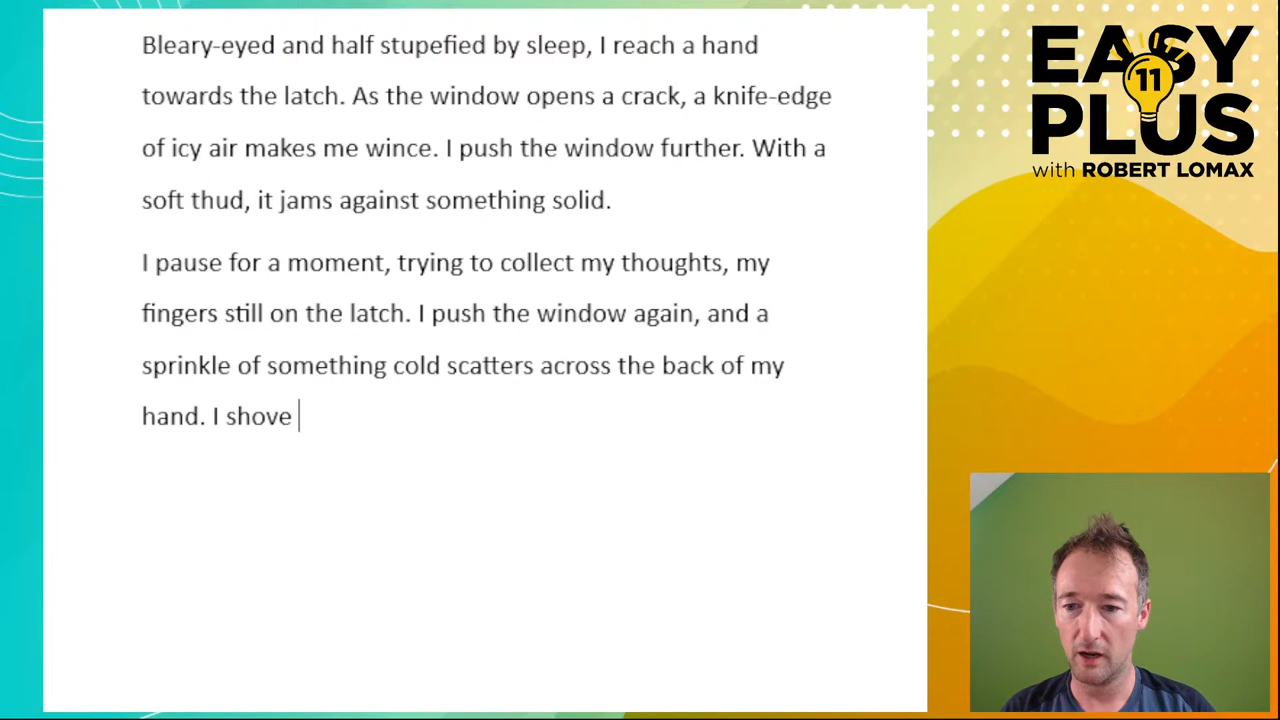 Bleary-eyed and half stupefied by sleep, I reach a hand
towards the latch. As the window opens a crack, a knife-edge
of icy air makes me wince. I push the window further. With a
soft thud, it jams against something solid.
I pause for a moment, trying to collect my thoughts, my
fingers still on the latch. I push the window again, and a
sprinkle of something cold scatters across the back of my
hand. I shove
EASY
11
PLUS
with ROBERT LOMAX